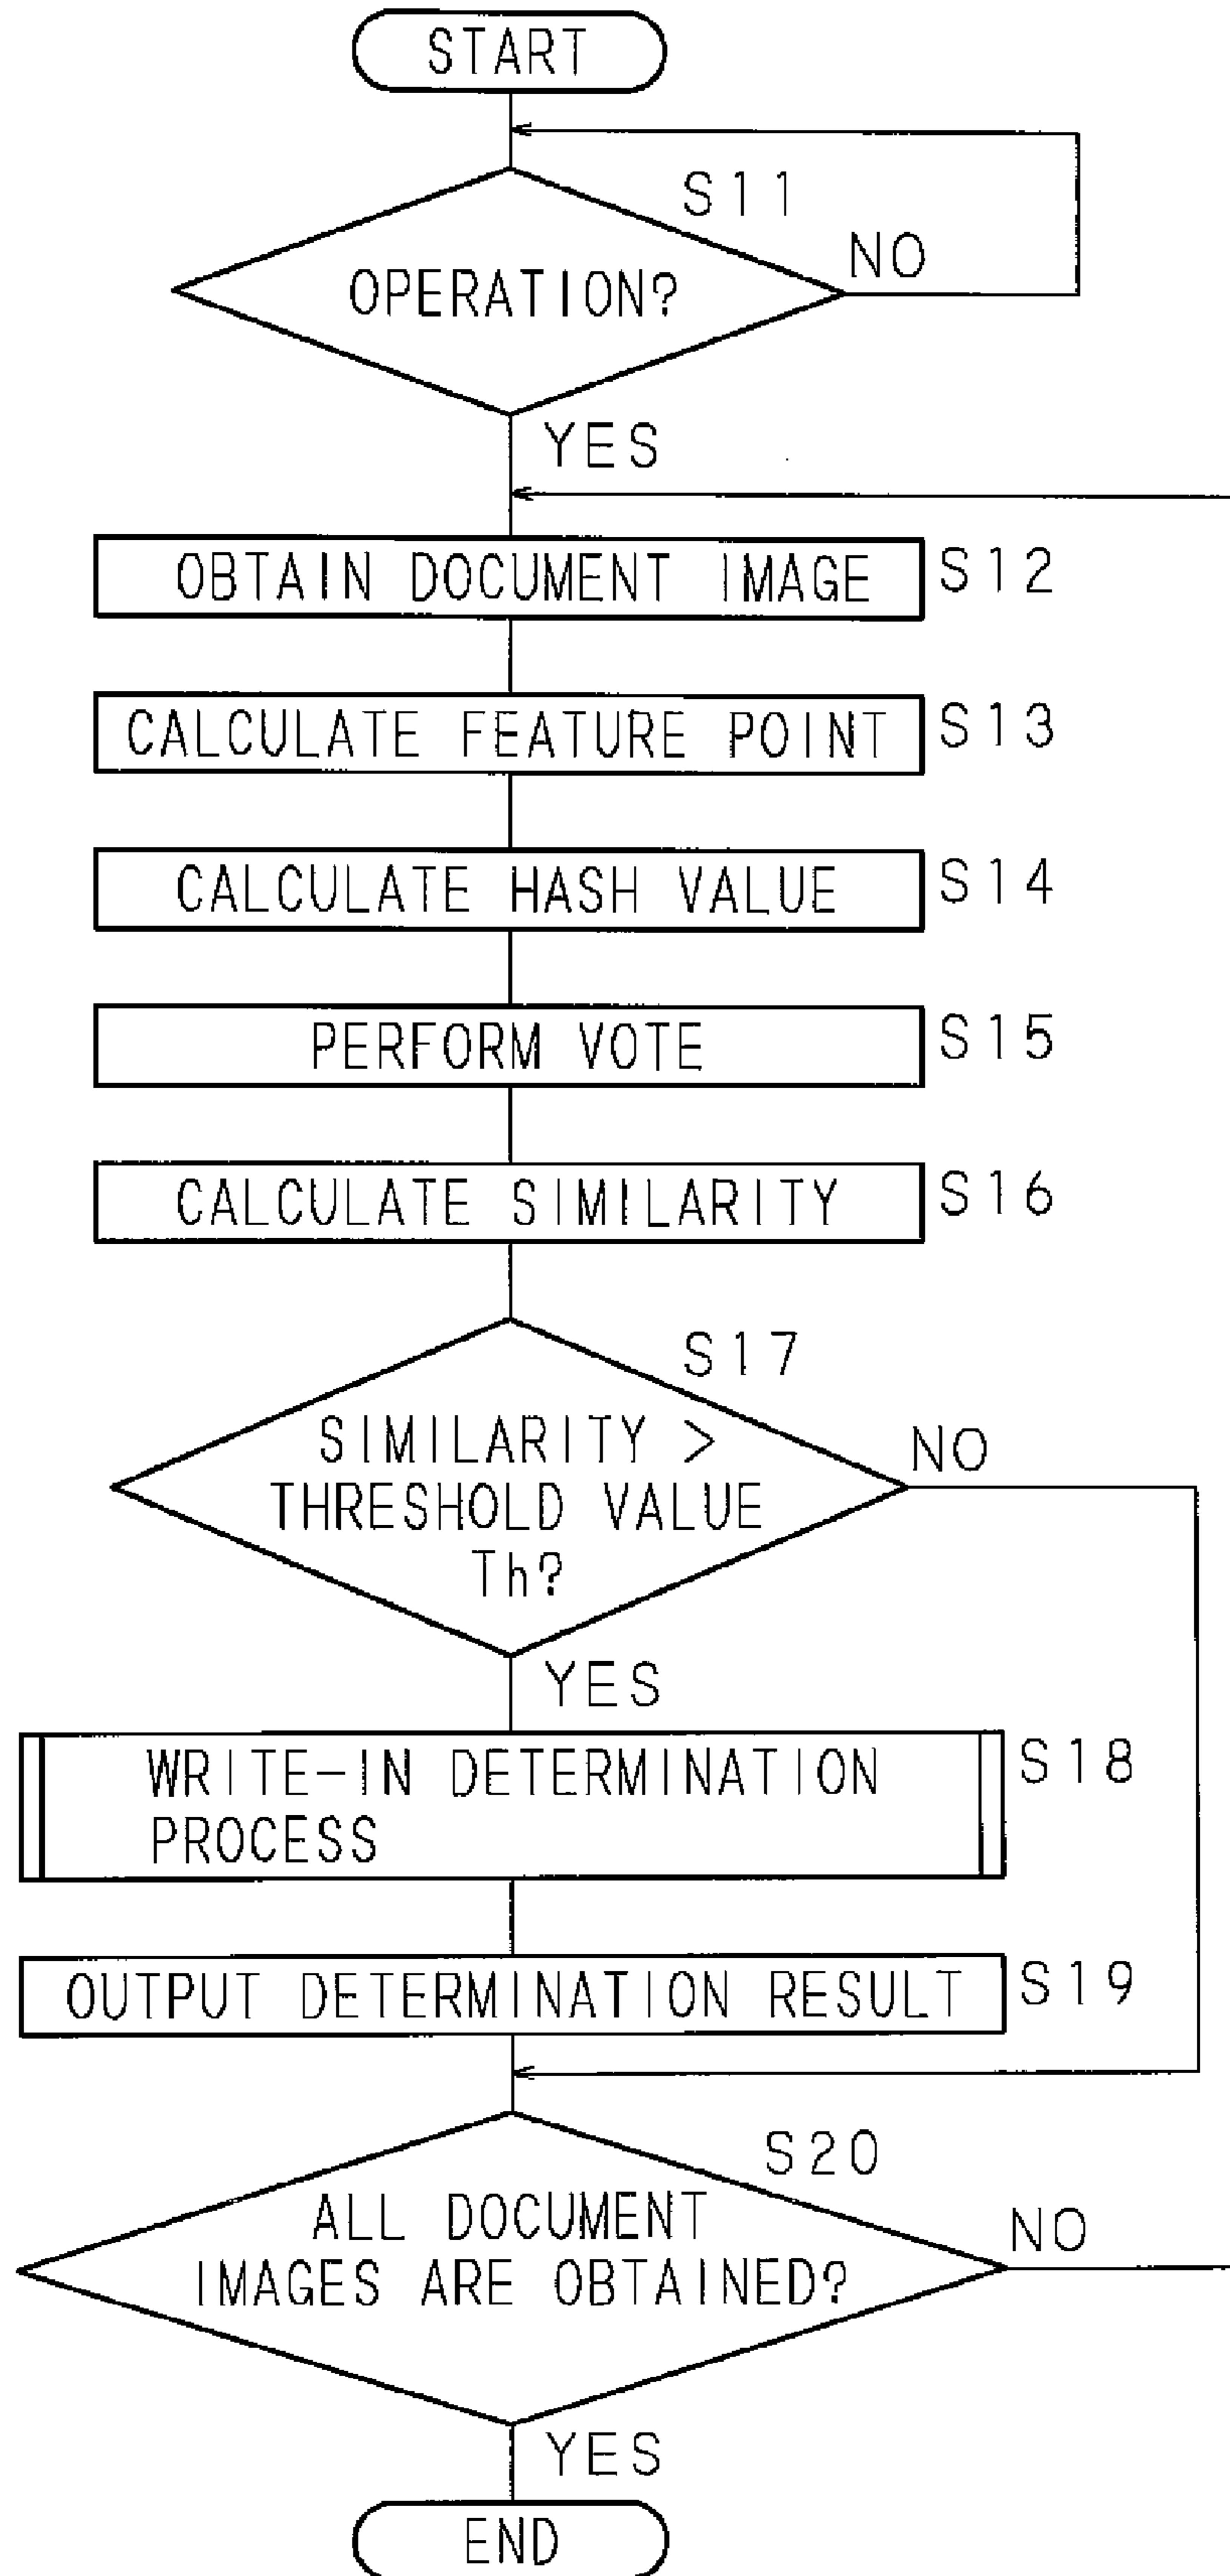 START
S11
OPERATION?
NO
YES
OBTAIN DOCUMENT IMAGE
S12
CALCULATE FEATURE POINT
S13
CALCULATE HASH VALUE
S14
PERFORM VOTE
S15
CALCULATE SIMILARITY
S16
S17
SIMILARITY >
THRESHOLD VALUE
Th?
NO
YES
WRITE-IN DETERMINATION
PROCESS
S18
OUTPUT DETERMINATION RESULT
S19
S20
ALL DOCUMENT
IMAGES ARE OBTAINED?
NO
YES
END